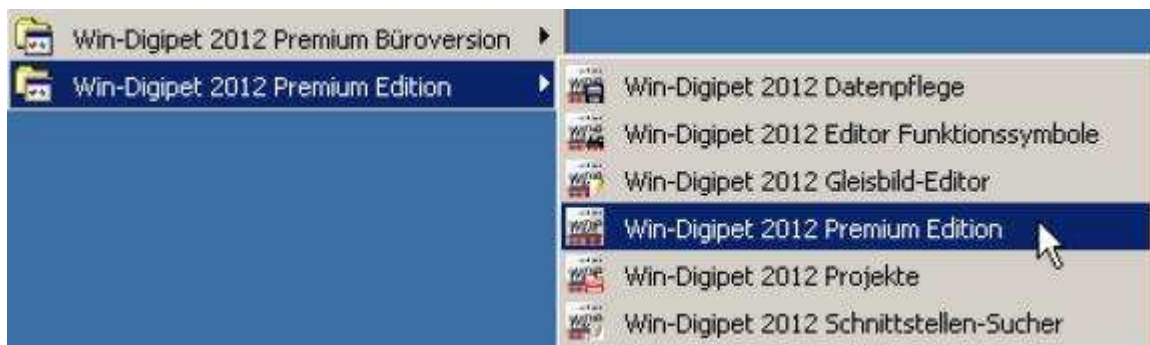 Win-Digipet 2012 Premium Büroversion
Win-Digipet 2012 Premium Edition
Win-Digipet 2012 Datenpflege
Win-Digipet 2012 Editor Funktionssymbole
Win-Digipet 2012 Gleisbild-Editor
Win-Digipet 2012 Premium Edition
Win-Digipet 2012 Projekte
Win-Digipet 2012 Schnittstellen-Sucher